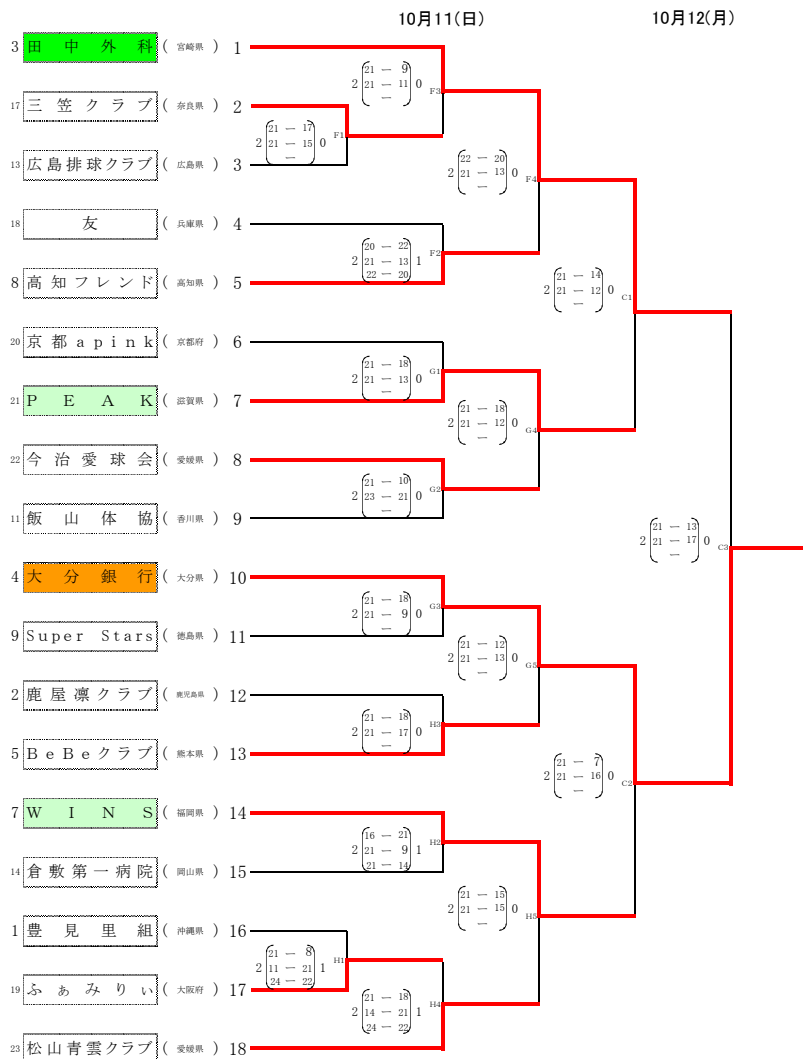 10月11(日) 10月12(月)
3 田中外科 ( 宮崎県 ) 1
2 21 ー 9 0 F3
21 ー 11
ー
17 三笠クラブ ( 奈良県 ) 2
2 21 ー 17 0 F1
21 ー 15
ー
13 広島排球クラブ ( 広島県 ) 3
2 22 ー 20 0 F4
21 ー 13
ー
18 友 ( 兵庫県 ) 4
2 20 ー 22 1 F2
21 ー 13
22 ー 20
8 高知フレンド ( 高知県 ) 5
2 21 ー 14 0 C1
21 ー 12
ー
20 京都apink ( 京都府 ) 6
2 21 ー 18 0 G1
21 ー 13
ー
21 PEAK ( 滋賀県 ) 7
2 21 ー 18 0 G4
21 ー 12
ー
22 今治愛球会 ( 愛媛県 ) 8
2 21 ー 10 0 G2
23 ー 21
ー
11 飯山体協 ( 香川県 ) 9
2 21 ー 13 0 C3
21 ー 17
ー
4 大分銀行 ( 大分県 ) 10
2 21 ー 18 0 G3
21 ー 9
ー
9 Super Stars ( 徳島県 ) 11
2 21 ー 12 0 G5
21 ー 13
ー
2 鹿屋凛クラブ ( 鹿児島県 ) 12
2 21 ー 18 0 H3
21 ー 17
ー
5 BeBeクラブ ( 熊本県 ) 13
2 21 ー 7 0 C2
21 ー 16
ー
7 WINS ( 福岡県 ) 14
2 16 ー 21 1 H2
21 ー 9
21 ー 14
14 倉敷第一病院 ( 岡山県 ) 15
2 21 ー 15 0 H5
21 ー 15
ー
1 豊見里組 ( 沖縄県 ) 16
2 21 ー 8 1 H1
11 ー 21
24 ー 22
19 ふぁみりぃ ( 大阪府 ) 17
2 21 ー 18 1 H4
14 ー 21
24 ー 22
23 松山青雲クラブ ( 愛媛県 ) 18